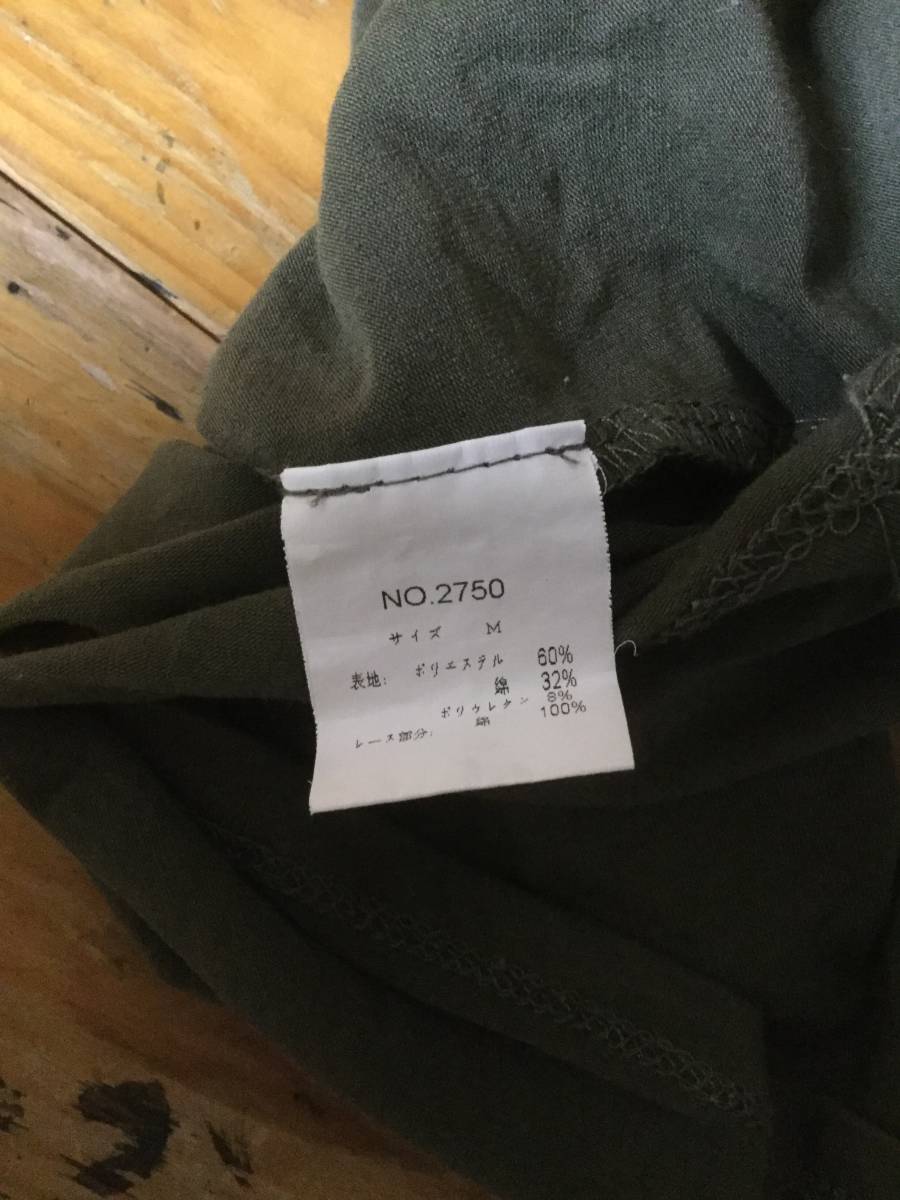 NO.2750
サイズ M
表地: ポリエステル 60%
綿 32%
ポリウレタン 8%
レース部分: 綿 100%